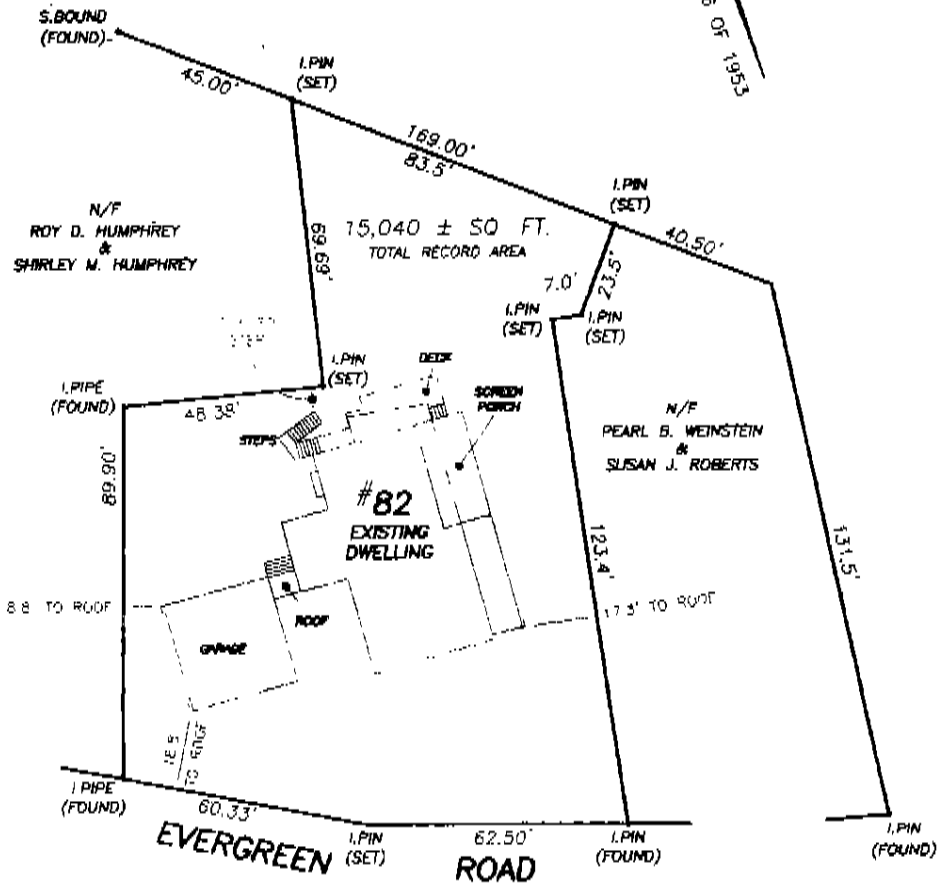 S.BOUND
(FOUND)
OF 1953
45.00'
I.PIN
(SET)
169.00'
83.5'
I.PIN
(SET)
40.50'
N/F
ROY D. HUMPHREY
&
SHIRLEY M. HUMPHREY
69.69'
15,040 ± SQ FT.
TOTAL RECORD AREA
7.0'
23.5'
I.PIN
(SET)
I.PIN
(SET)
I.PIN
(SET)
DECK
SCREEN
PORCH
I.PIPE
(FOUND)
48.38'
STEPS
N/F
PEARL B. WEINSTEIN
&
SUSAN J. ROBERTS
89.90'
#82
EXISTING
DWELLING
123.4'
131.5'
8.8 TO ROOF
17.3' TO ROOF
ROOF
GARAGE
TO ROOF
I.PIPE
(FOUND)
60.33'
EVERGREEN ROAD
I.PIN
(SET)
62.50'
I.PIN
(FOUND)
I.PIN
(FOUND)